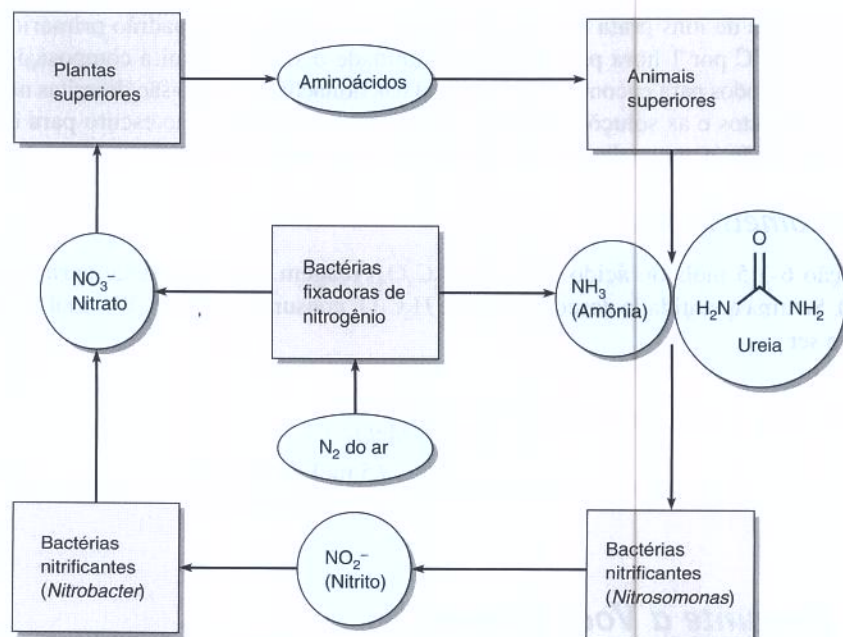 Plantas
superiores
Aminoácidos
Animais
superiores
NO₃⁻
Nitrato
Bactérias
fixadoras de
nitrogênio
NH₃
(Amônia)
O
H₂N
NH₂
Ureia
N₂ do ar
Bactérias
nitrificantes
(Nitrobacter)
NO₂⁻
(Nitrito)
Bactérias
nitrificantes
(Nitrosomonas)